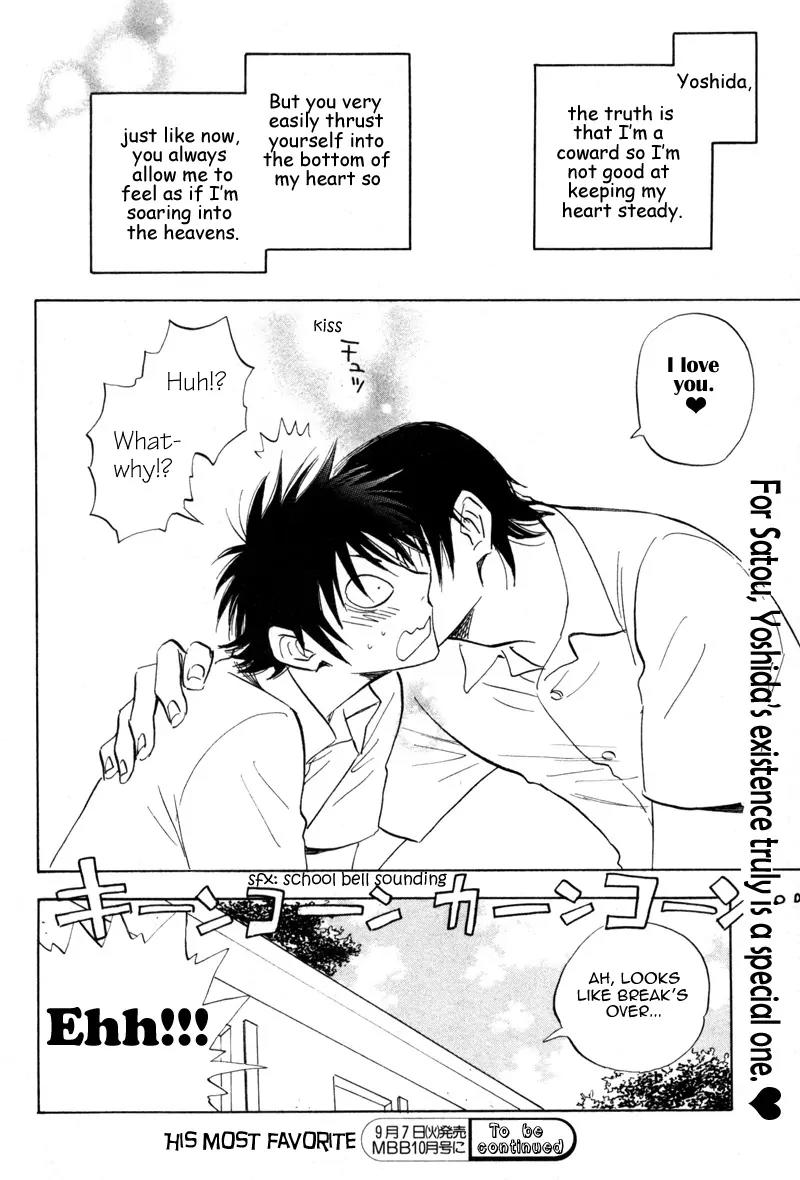 Yoshida,
the truth is
that I'm a
coward so I'm
not good at
keeping my
heart steady.
But you very
easily thrust
yourself into
the bottom of
my heart so
just like now,
you always
allow me to
feel as if I'm
soaring into
the heavens.
I love
you.
❤
kiss
チュッ
Huh!?
What-
why!?
For Satou, Yoshida's existence truly is a special one. ❤
sfx: school bell sounding
キーンコーンカーンコーン
AH, LOOKS
LIKE BREAK'S
OVER...
Ehh!!!
HIS MOST FAVORITE
9月7日(火)発売
MBB10月号に
To be
continued